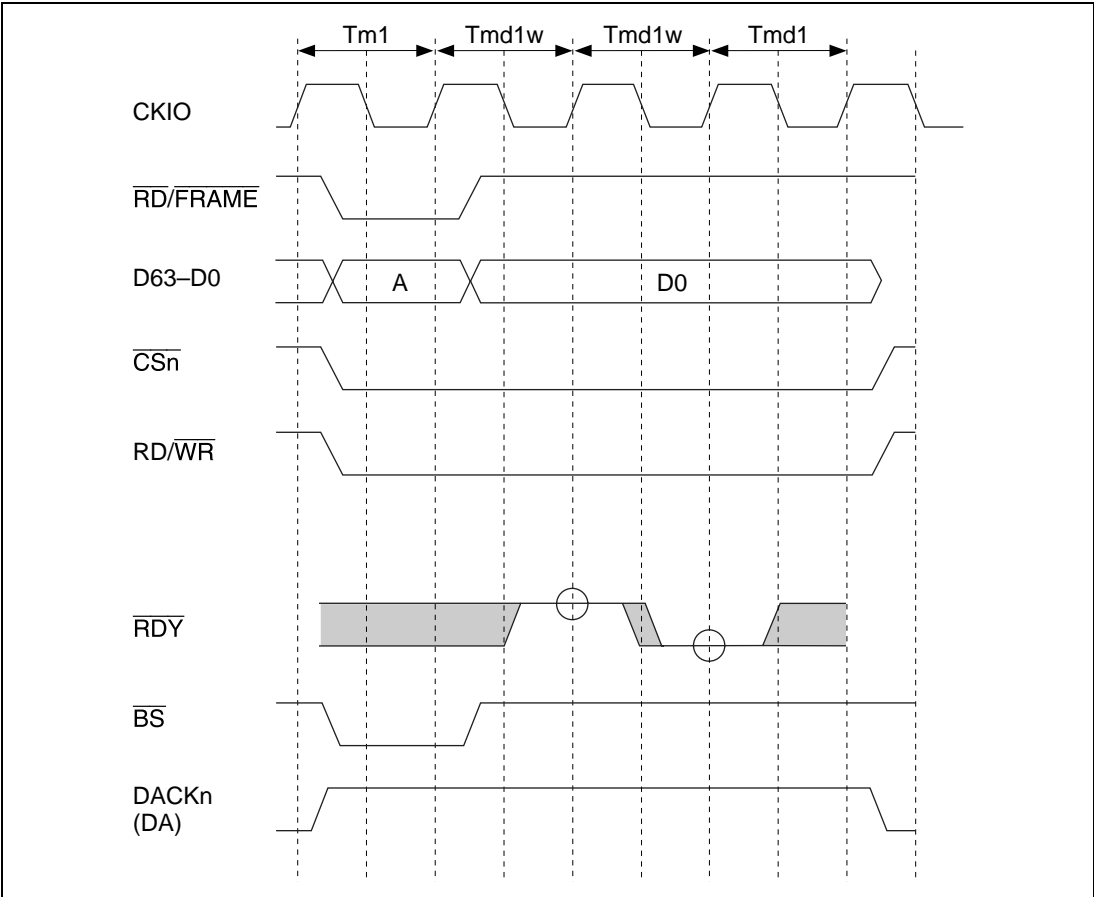 Tm1 Tmd1w Tmd1w Tmd1
CKIO
RD/FRAME
D63–D0 A D0
CSn
RD/WR
RDY
BS
DACKn
(DA)